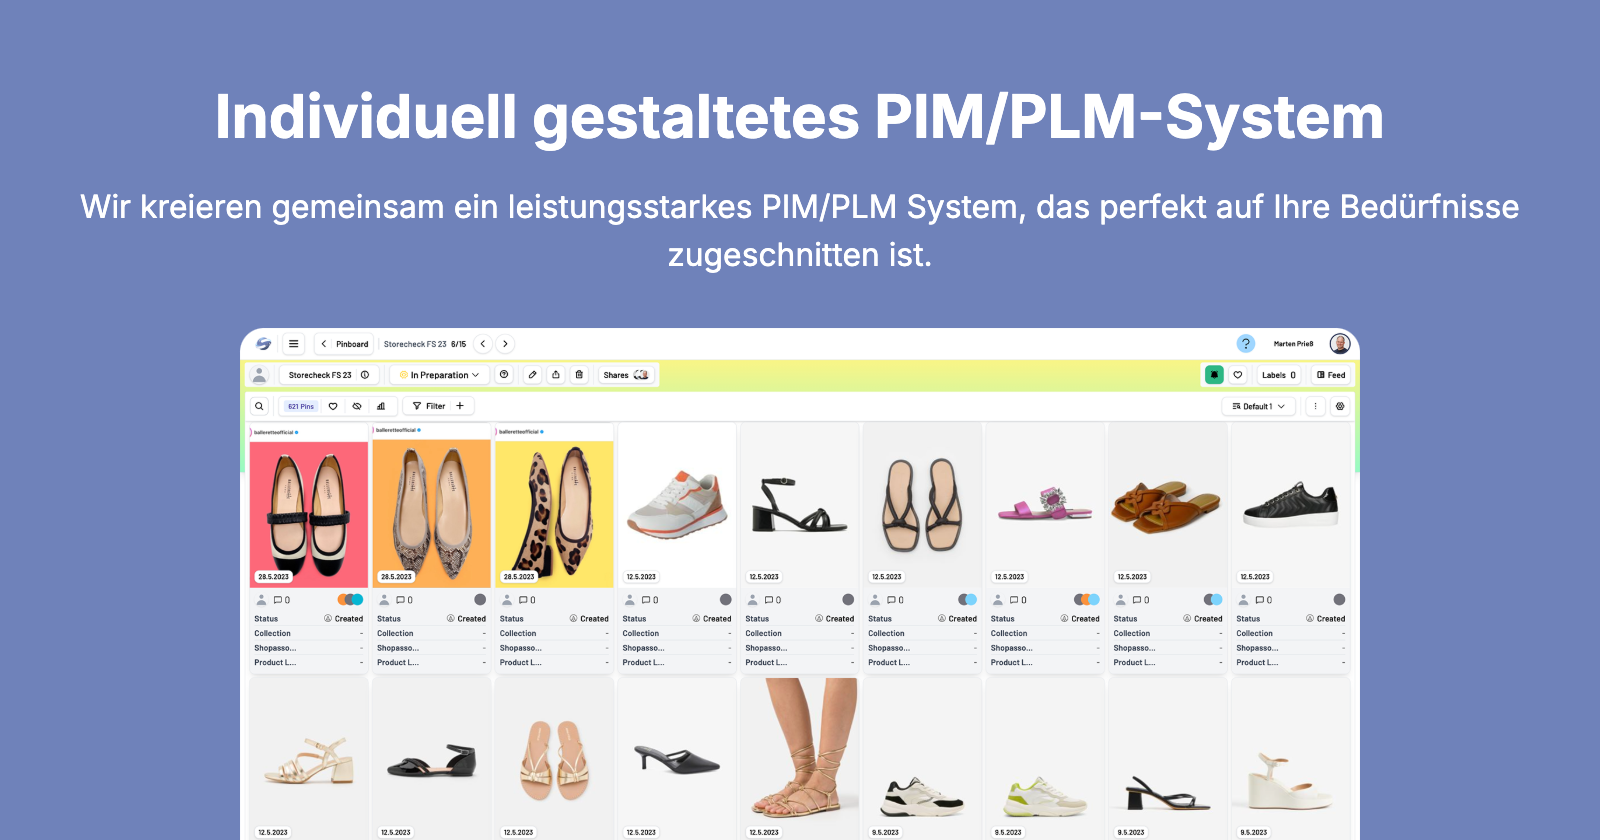 Individuell gestaltetes PIM/PLM-System
Wir kreieren gemeinsam ein leistungsstarkes PIM/PLM System, das perfekt auf Ihre Bedürfnisse
zugeschnitten ist.
Pinboard Storecheck FS 23 6/15 ? Marten Prieß
Storecheck FS 23 In Preparation Shares Labels 0 Feed
621 Pins Filter Default 1
balleretteofficial balleretteofficial balleretteofficial
28.5.2023 28.5.2023 28.5.2023 12.5.2023 12.5.2023 12.5.2023 12.5.2023 12.5.2023 12.5.2023
0 0 0 0 0 0 0 0 0
Status Created Status Created Status Created Status Created Status Created Status Created Status Created Status Created Status Created
Collection - Collection - Collection - Collection - Collection - Collection - Collection - Collection - Collection -
Shopasso... - Shopasso... - Shopasso... - Shopasso... - Shopasso... - Shopasso... - Shopasso... - Shopasso... - Shopasso... -
Product L... - Product L... - Product L... - Product L... - Product L... - Product L... - Product L... - Product L... - Product L... -
12.5.2023 12.5.2023 12.5.2023 12.5.2023 12.5.2023 9.5.2023 9.5.2023 9.5.2023 9.5.2023